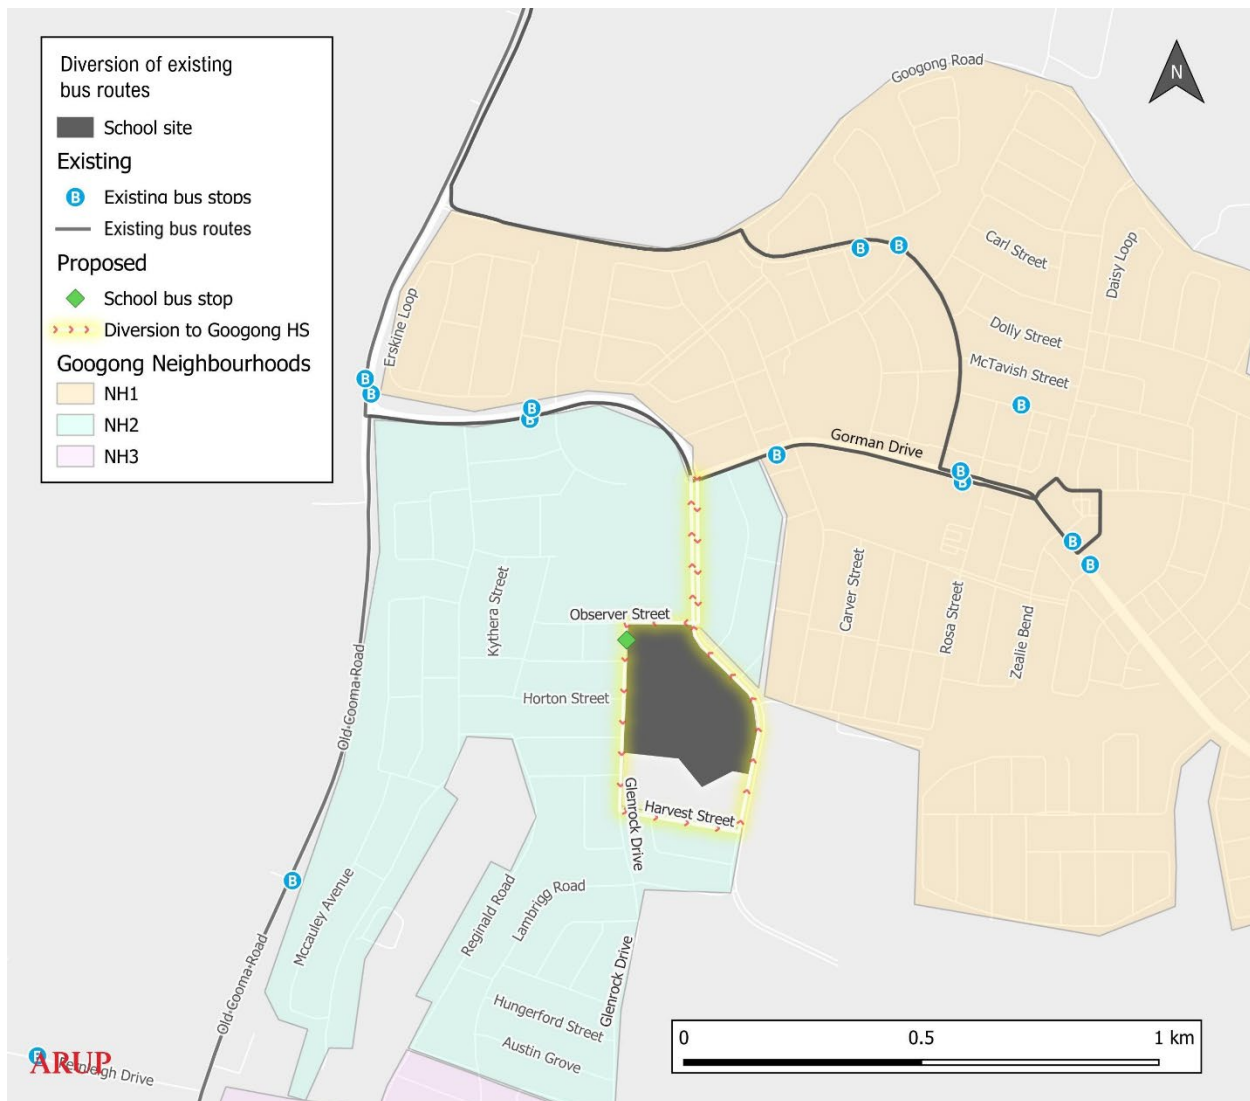 Diversion of existing
bus routes
School site
Existing
B Existing bus stops
Existing bus routes
Proposed
School bus stop
Diversion to Googong HS
Googong Neighbourhoods
NH1
NH2
NH3
N
Googong Road
Carl Street
Daisy Loop
Erskine Loop
Dolly Street
McTavish Street
B
B
B
B
B
B
B
B
Gorman Drive
B
B
B
B
Kythera Street
Observer Street
Carver Street
Rosa Street
Zealie Bend
Old Cooma Road
Horton Street
Glenrock Drive
Harvest Street
B
Mccauley Avenue
Reginald Road
Lambrigg Road
Old Cooma Road
Glenrock Drive
Hungerford Street
Austin Grove
B
ARUP
Fernleigh Drive
0 0.5 1 km